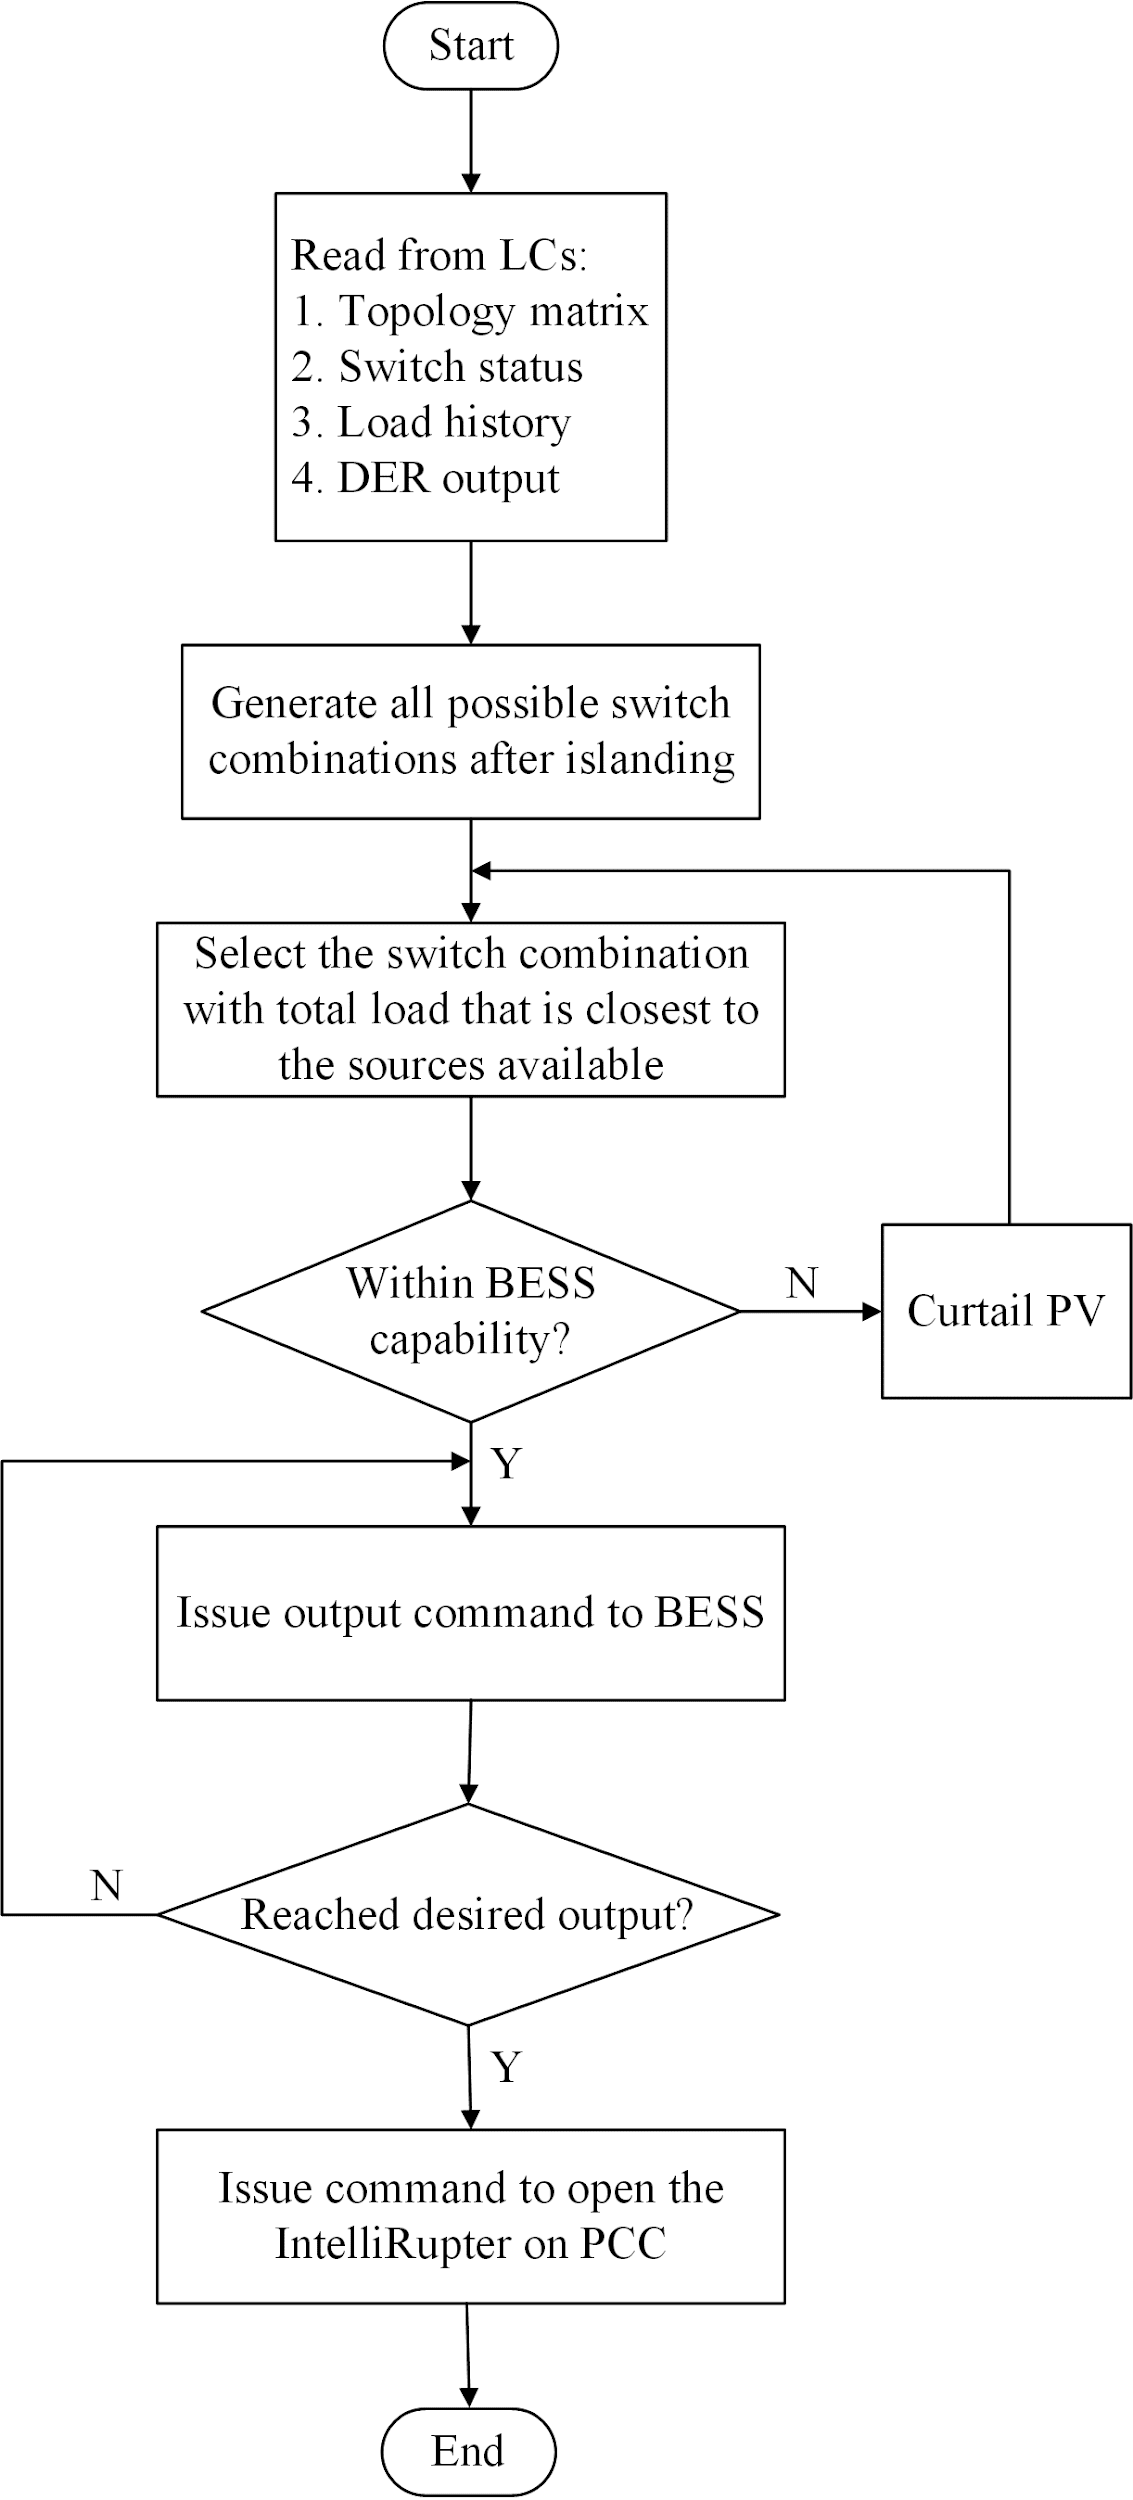 Start
Read from LCs:
1. Topology matrix
2. Switch status
3. Load history
4. DER output
Generate all possible switch
combinations after islanding
Select the switch combination
with total load that is closest to
the sources available
Within BESS
capability?
N
Curtail PV
Y
Issue output command to BESS
N
Reached desired output?
Y
Issue command to open the
IntelliRupter on PCC
End